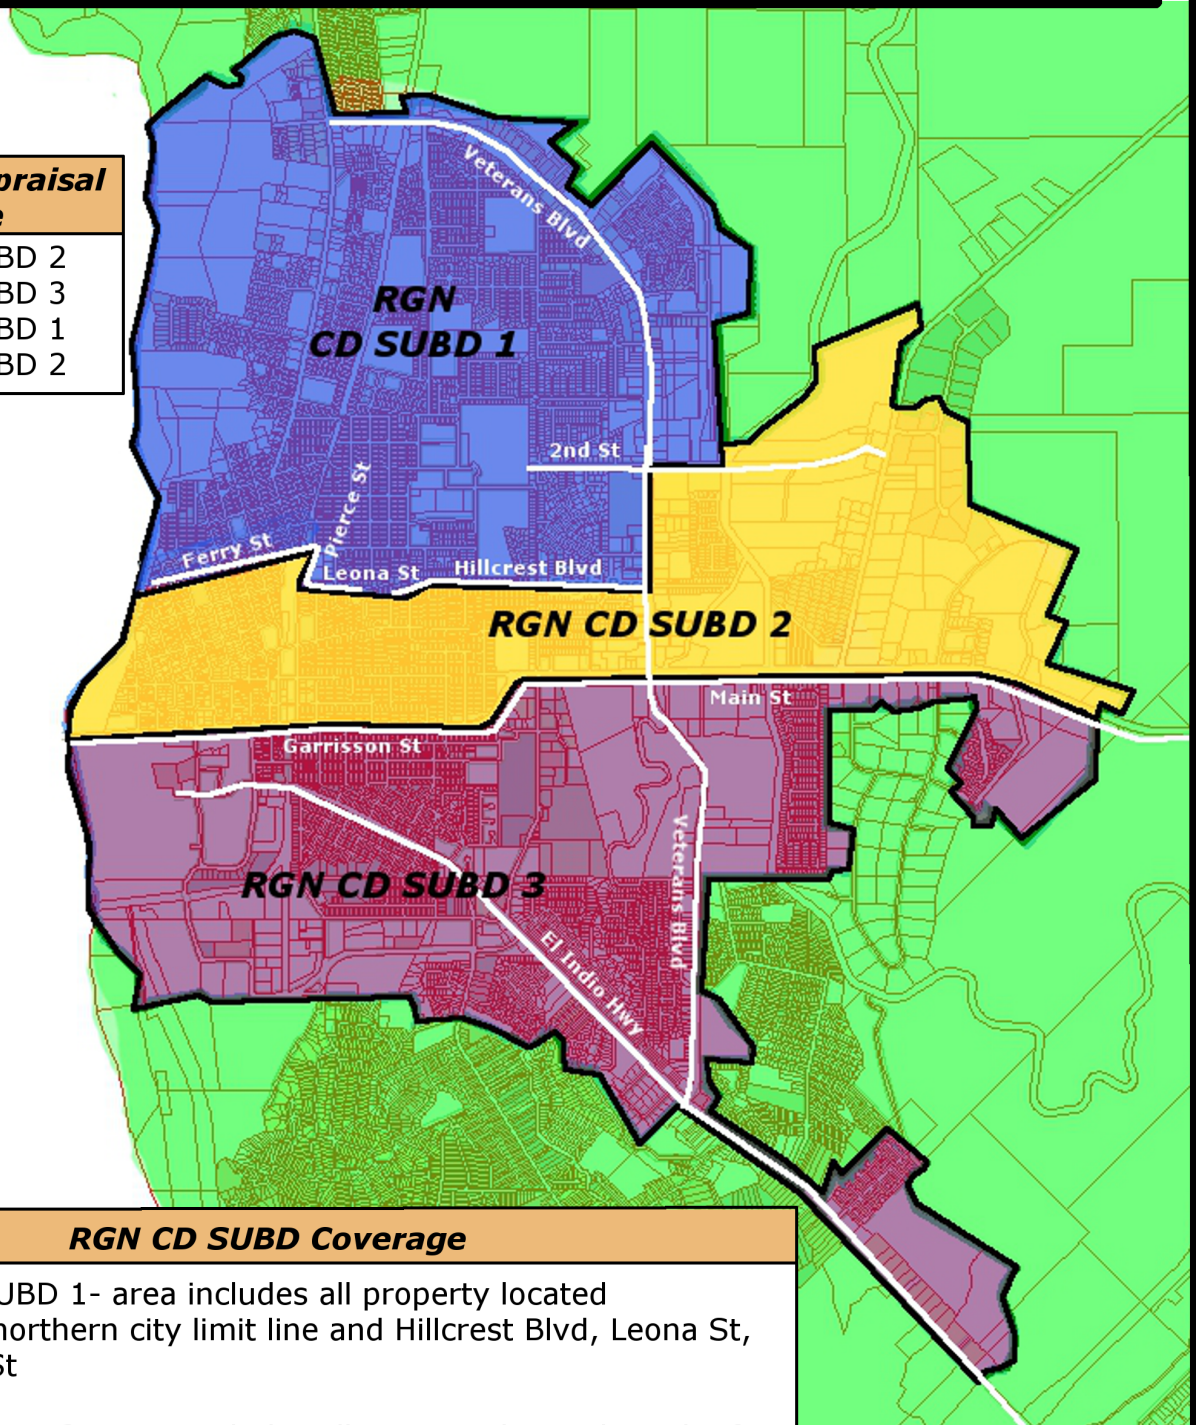 praisal
e
BD 2
BD 3
BD 1
BD 2
Veterans Blvd
RGN
CD SUBD 1
2nd St
Pierce St
Ferry St
Leona St
Hillcrest Blvd
RGN CD SUBD 2
Main St
Garrisson St
Veterans Blvd
RGN CD SUBD 3
El Indio Hwy
RGN CD SUBD Coverage
UBD 1- area includes all property located
northern city limit line and Hillcrest Blvd, Leona St,
St